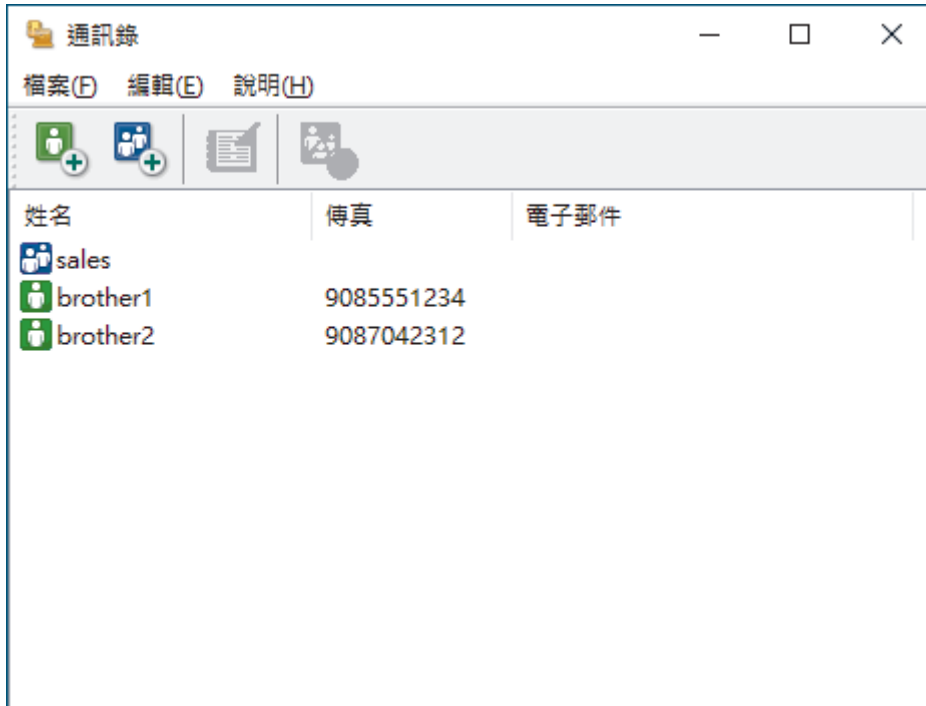 通訊錄
檔案(F) 編輯(E) 說明(H)
姓名 傳真 電子郵件
sales
brother1 9085551234
brother2 9087042312